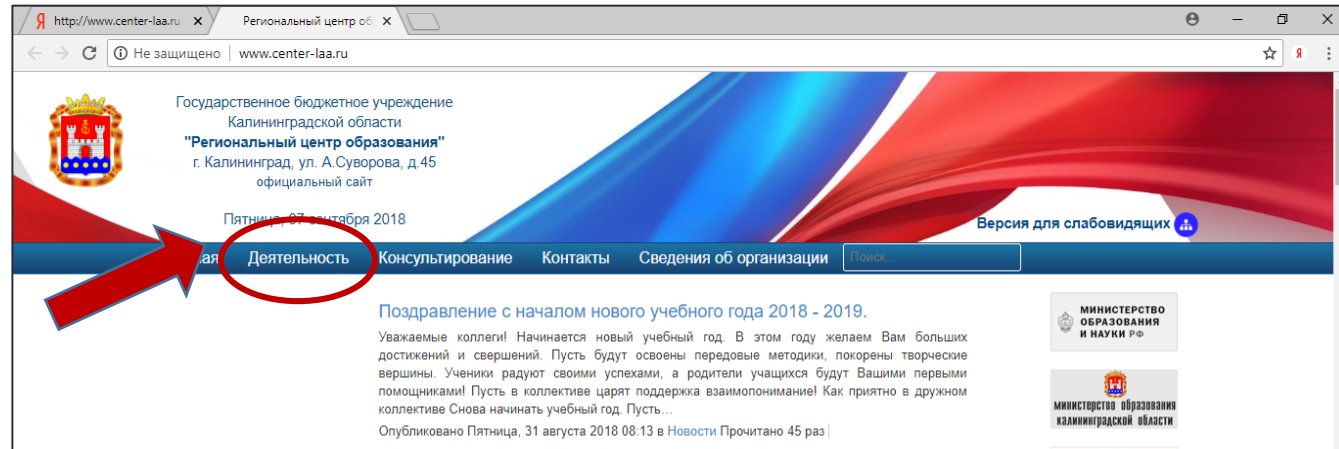 http://www.center-laa.ru
Региональный центр об
Не защищено | www.center-laa.ru
Государственное бюджетное учреждение
Калининградской области
"Региональный центр образования"
г. Калининград, ул. А.Суворова, д.45
официальный сайт
Пятница, 07 сентября 2018
Версия для слабовидящих
Деятельность Консультирование Контакты Сведения об организации Поиск...
Поздравление с началом нового учебного года 2018 - 2019.
Уважаемые коллеги! Начинается новый учебный год. В этом году желаем Вам больших
достижений и свершений. Пусть будут освоены передовые методики, покорены творческие
вершины. Ученики радуют своими успехами, а родители учащихся будут Вашими первыми
помощниками! Пусть в коллективе царят поддержка взаимопонимание! Как приятно в дружном
коллективе Снова начинать учебный год. Пусть…
Опубликовано Пятница, 31 августа 2018 08:13 в Новости Прочитано 45 раз
МИНИСТЕРСТВО
ОБРАЗОВАНИЯ
И НАУКИ РФ
министерство образования
калининградской области